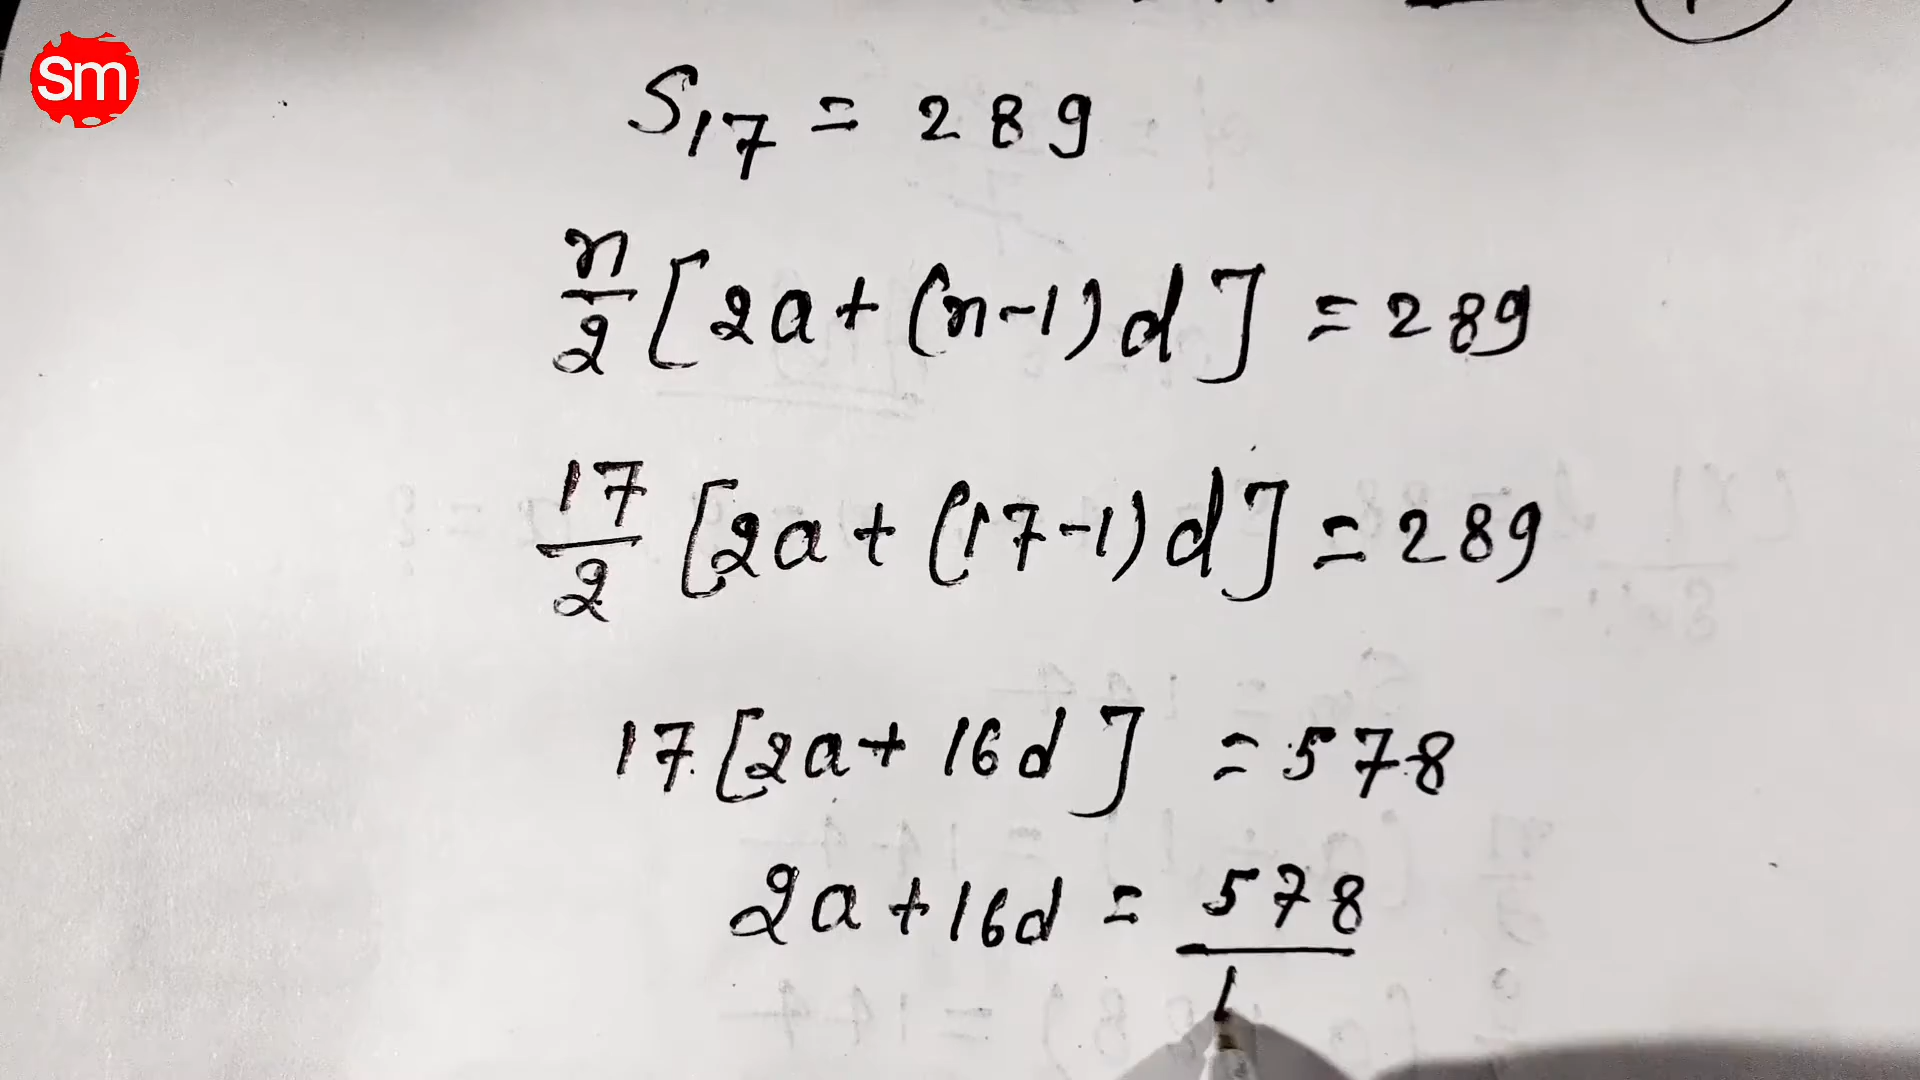 Sm
S17 = 289
n/2 [2a + (n-1)d] = 289
17/2 [2a + (17-1)d] = 289
17 [2a + 16d] = 578
2a + 16d = 578/1